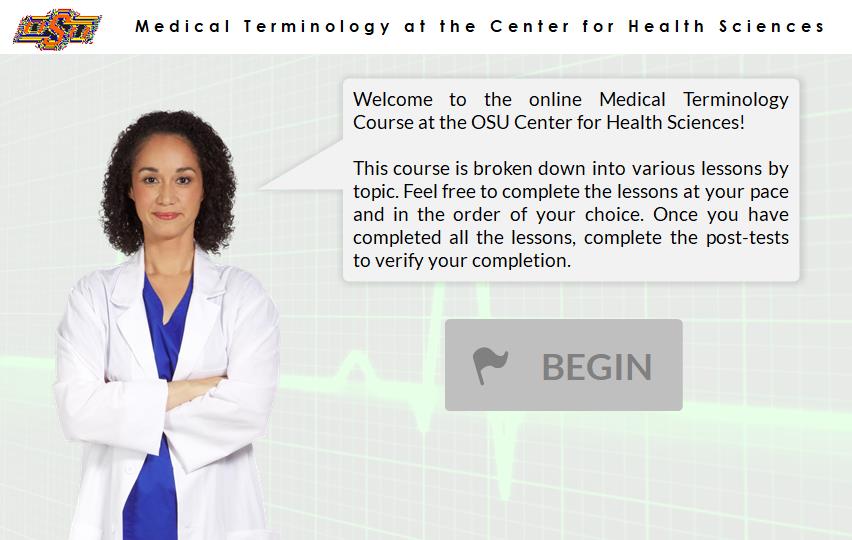 OSU
Medical Terminology at the Center for Health Sciences
Welcome to the online Medical Terminology
Course at the OSU Center for Health Sciences!
This course is broken down into various lessons by
topic. Feel free to complete the lessons at your pace
and in the order of your choice. Once you have
completed all the lessons, complete the post-tests
to verify your completion.
BEGIN